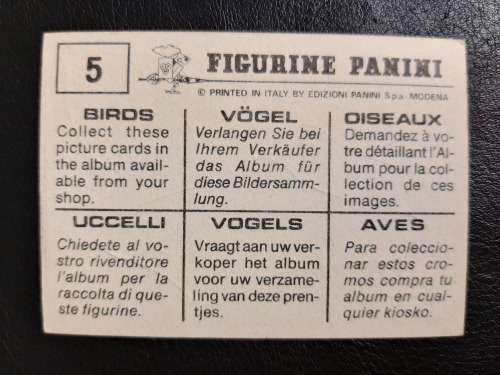 5
FIGURINE PANINI
© PRINTED IN ITALY BY EDIZIONI PANINI S.p.a. MODENA
BIRDS
Collect these
picture cards in
the album avail-
able from your
shop.
VÖGEL
Verlangen Sie bei
Ihrem Verkäufer
das Album für
diese Bildersamm-
lung.
OISEAUX
Demandez à vo-
tre détaillant l'Al-
bum pour la col-
lection de ces
images.
UCCELLI
Chiedete al vo-
stro rivenditore
l'album per la
raccolta di que-
ste figurine.
VOGELS
Vraagt aan uw ver-
koper het album
voor uw verzame-
ling van deze pren-
tjes.
AVES
Para coleccio-
nar estos cro-
mos compra tu
album en cual-
quier kiosko.